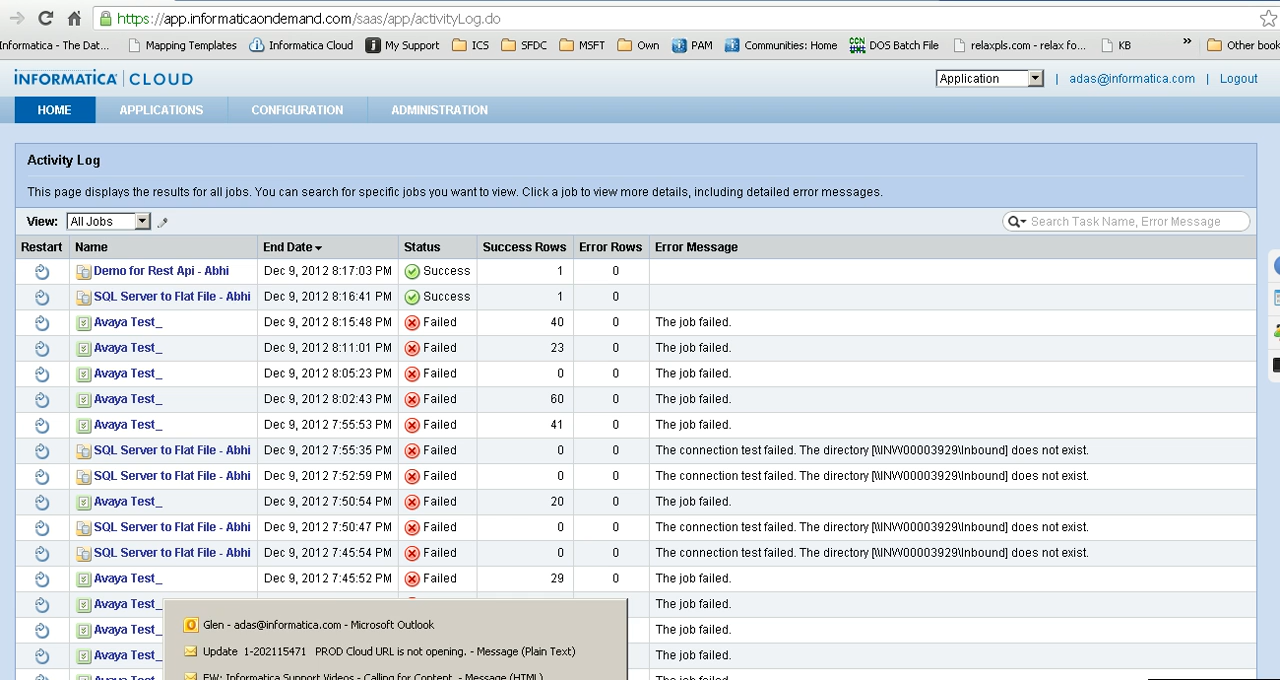 https://app.informaticaondemand.com/saas/app/activityLog.do
Informatica - The Dat... Mapping Templates Informatica Cloud My Support ICS SFDC MSFT Own PAM Communities: Home DOS Batch File relaxpls.com - relax fo... KB » Other book
INFORMATICA | CLOUD Application | adas@informatica.com | Logout
HOME APPLICATIONS CONFIGURATION ADMINISTRATION
Activity Log
This page displays the results for all jobs. You can search for specific jobs you want to view. Click a job to view more details, including detailed error messages.
View: All Jobs Search Task Name, Error Message
Restart Name End Date Status Success Rows Error Rows Error Message
Demo for Rest Api - Abhi Dec 9, 2012 8:17:03 PM Success 1 0
SQL Server to Flat File - Abhi Dec 9, 2012 8:16:41 PM Success 1 0
Avaya Test_ Dec 9, 2012 8:15:48 PM Failed 40 0 The job failed.
Avaya Test_ Dec 9, 2012 8:11:01 PM Failed 23 0 The job failed.
Avaya Test_ Dec 9, 2012 8:05:23 PM Failed 0 0 The job failed.
Avaya Test_ Dec 9, 2012 8:02:43 PM Failed 60 0 The job failed.
Avaya Test_ Dec 9, 2012 7:55:53 PM Failed 41 0 The job failed.
SQL Server to Flat File - Abhi Dec 9, 2012 7:55:35 PM Failed 0 0 The connection test failed. The directory [\\INW00003929\Inbound] does not exist.
SQL Server to Flat File - Abhi Dec 9, 2012 7:52:59 PM Failed 0 0 The connection test failed. The directory [\\INW00003929\Inbound] does not exist.
Avaya Test_ Dec 9, 2012 7:50:54 PM Failed 20 0 The job failed.
SQL Server to Flat File - Abhi Dec 9, 2012 7:50:47 PM Failed 0 0 The connection test failed. The directory [\\INW00003929\Inbound] does not exist.
SQL Server to Flat File - Abhi Dec 9, 2012 7:45:54 PM Failed 0 0 The connection test failed. The directory [\\INW00003929\Inbound] does not exist.
Avaya Test_ Dec 9, 2012 7:45:52 PM Failed 29 0 The job failed.
Avaya Test_ The job failed.
Glen - adas@informatica.com - Microsoft Outlook
Avaya Test_ The job failed.
Update 1-202115471 PROD Cloud URL is not opening. - Message (Plain Text)
Avaya Test_ The job failed.
FW: Informatica Support Videos - Calling for Content. - Message (HTML)
Avaya Test_ The job failed.